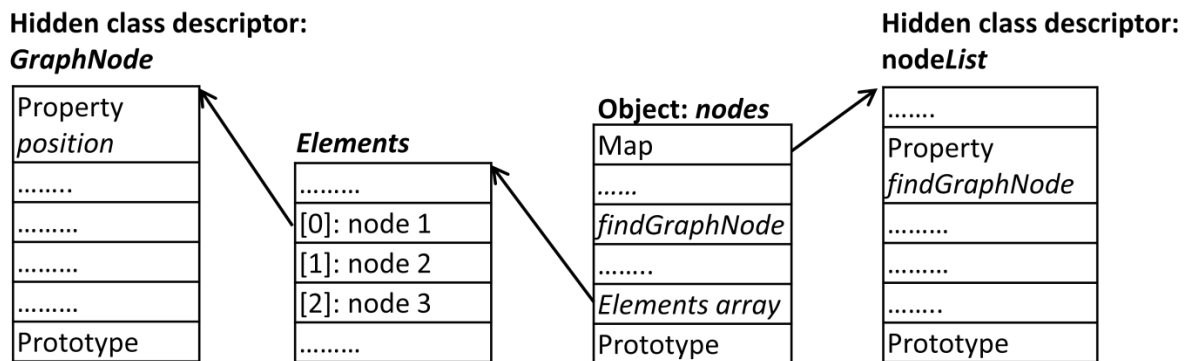 Hidden class descriptor:
GraphNode
Property
position
........
.........
.........
.........
Prototype
Elements
.........
[0]: node 1
[1]: node 2
[2]: node 3
.........
Object: nodes
Map
......
findGraphNode
........
Elements array
Prototype
Hidden class descriptor:
nodeList
.......
Property
findGraphNode
.........
.........
........
Prototype